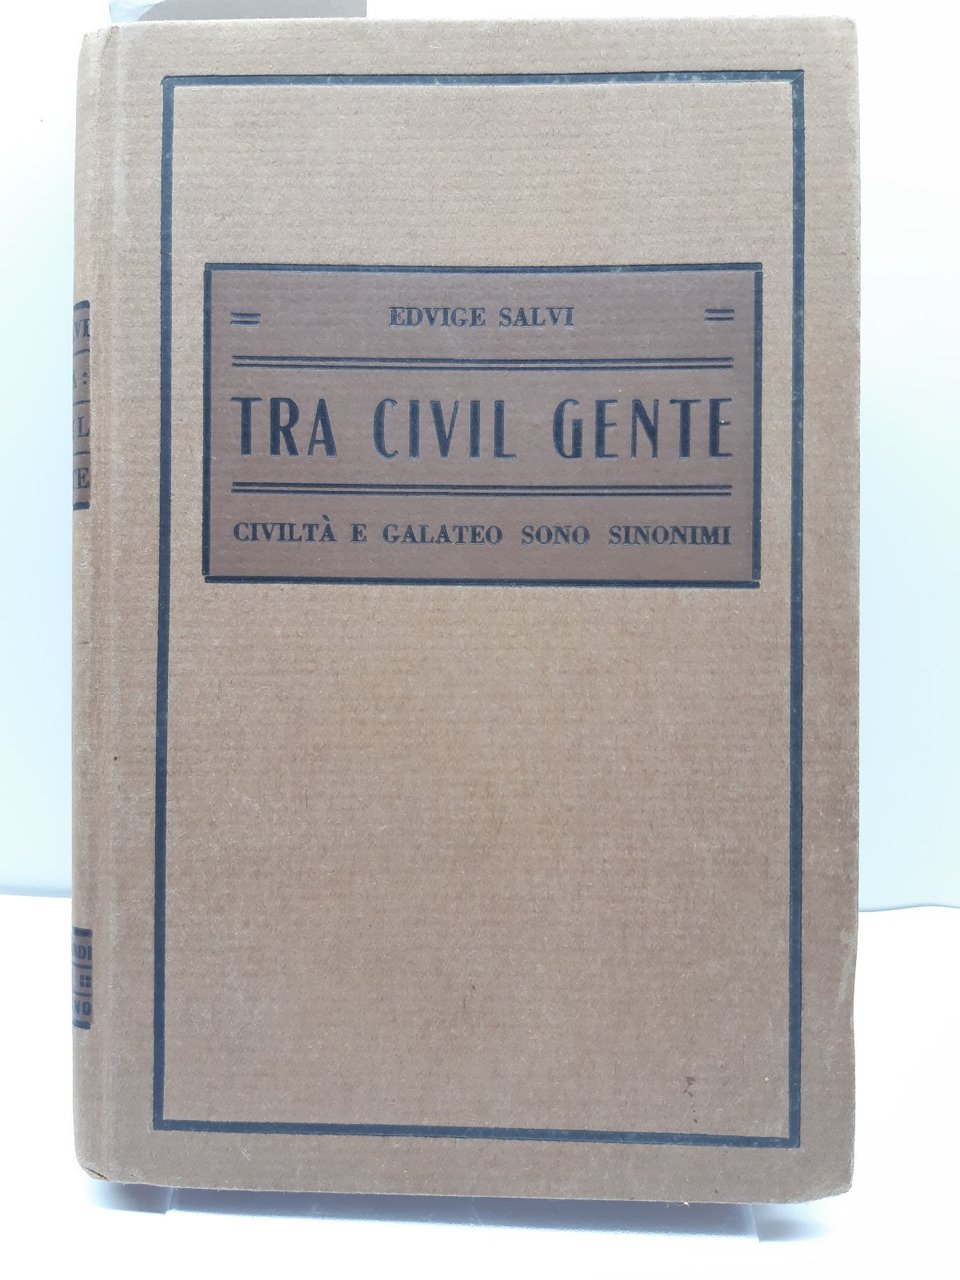 EDVIGE SALVI
TRA CIVIL GENTE
CIVILTÀ E GALATEO SONO SINONIMI